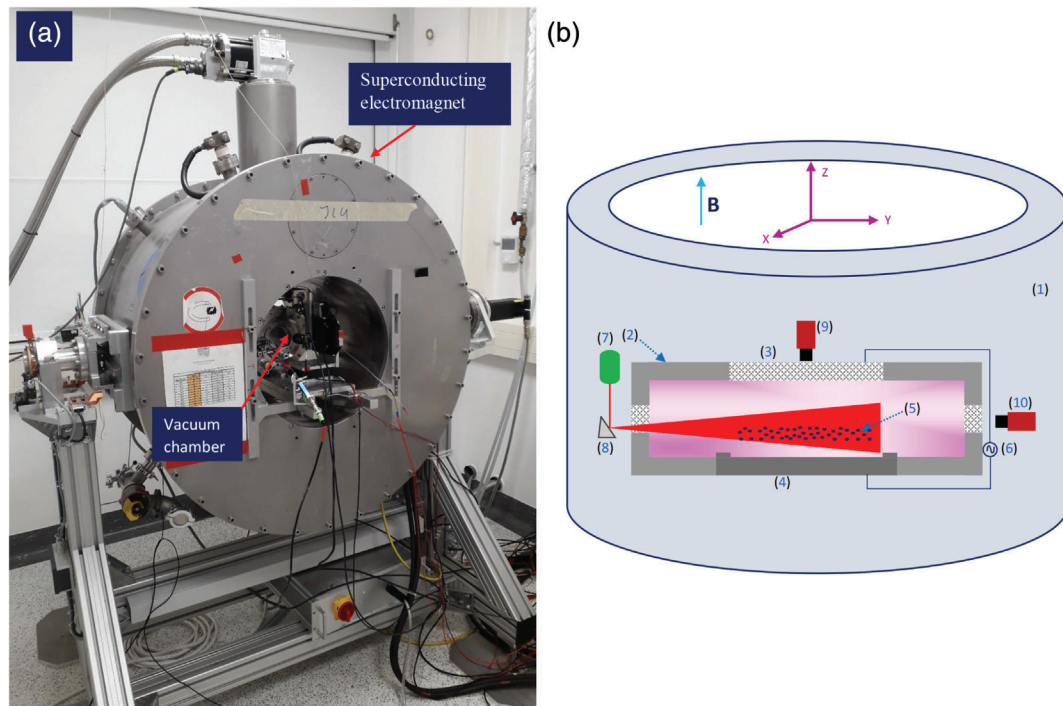 (a)
Superconducting
electromagnet
Vacuum
chamber
(b)
B
Z
Y
X
(1)
(2)
(3)
(4)
(5)
(6)
(7)
(8)
(9)
(10)